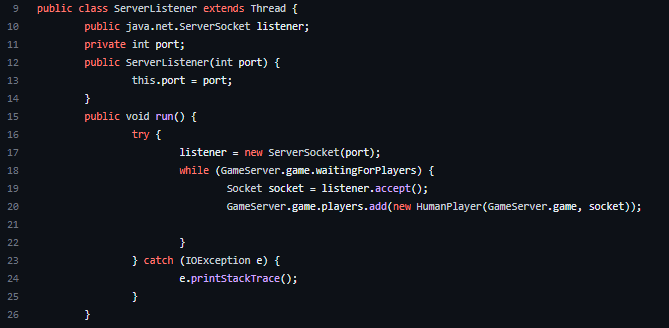 9 public class ServerListener extends Thread {
10 public java.net.ServerSocket listener;
11 private int port;
12 public ServerListener(int port) {
13 this.port = port;
14 }
15 public void run() {
16 try {
17 listener = new ServerSocket(port);
18 while (GameServer.game.waitingForPlayers) {
19 Socket socket = listener.accept();
20 GameServer.game.players.add(new HumanPlayer(GameServer.game, socket));
21
22 }
23 } catch (IOException e) {
24 e.printStackTrace();
25 }
26 }